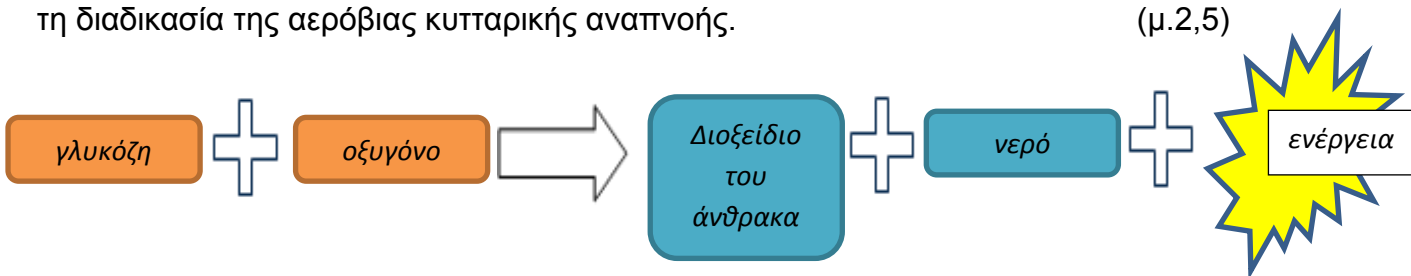 τη διαδικασία της αερόβιας κυτταρικής αναπνοής. (μ.2,5)
γλυκόζη οξυγόνο Διοξείδιο του άνθρακα νερό ενέργεια